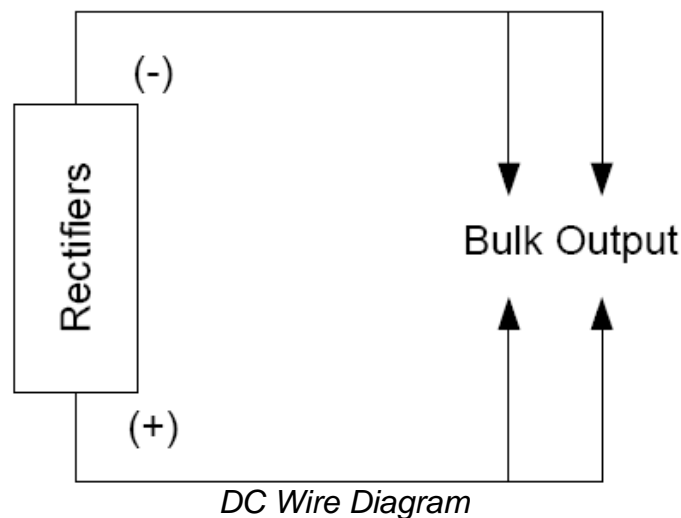 (-)
Rectifiers
Bulk Output
(+)
DC Wire Diagram